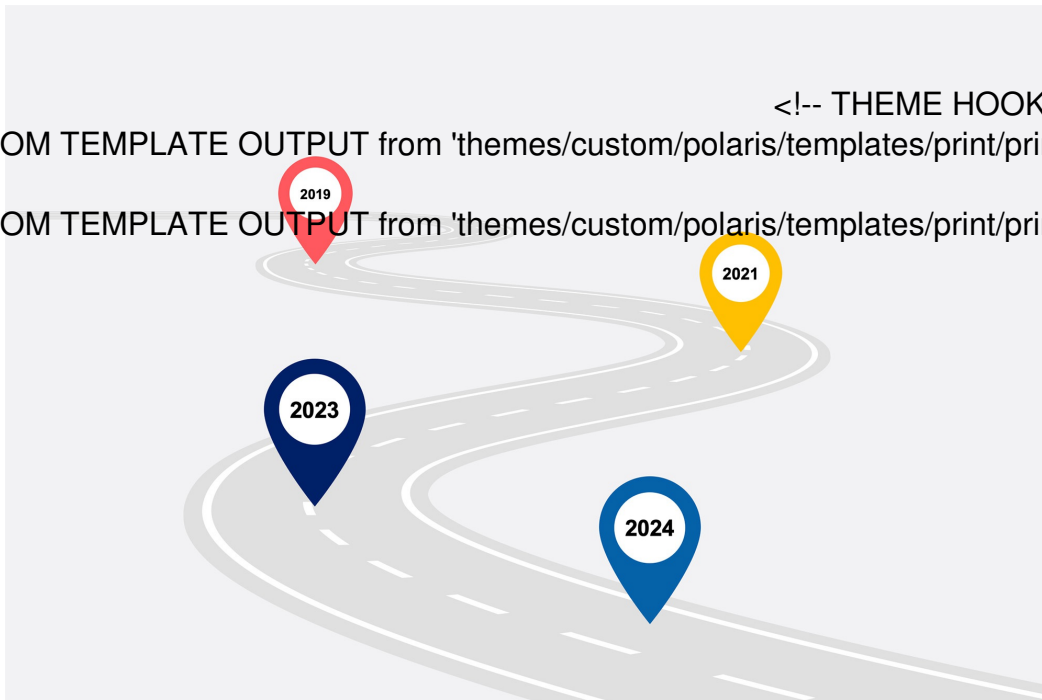 <!-- THEME HOOK
OM TEMPLATE OUTPUT from 'themes/custom/polaris/templates/print/pri
2019
OM TEMPLATE OUTPUT from 'themes/custom/polaris/templates/print/pri
2021
2023
2024